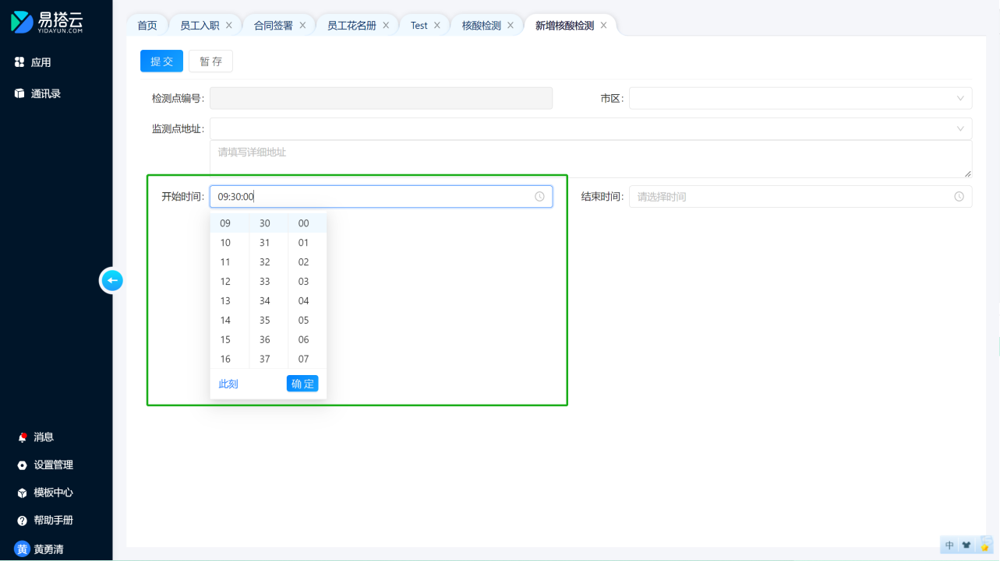 易搭云
YIDAYUN.COM
首页 员工入职 合同签署 员工花名册 Test 核酸检测 新增核酸检测
应用
通讯录
提交 暂存
检测点编号: 市区:
监测点地址:
请填写详细地址
开始时间: 09:30:00 结束时间: 请选择时间
09 30 00
10 31 01
11 32 02
12 33 03
13 34 04
14 35 05
15 36 06
16 37 07
此刻 确定
消息
设置管理
模板中心
帮助手册
黄 黄勇清
中